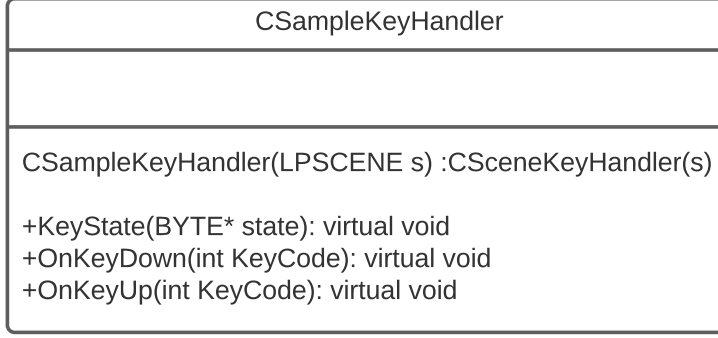 CSampleKeyHandler
CSampleKeyHandler(LPSCENE s) :CSceneKeyHandler(s)
+KeyState(BYTE* state): virtual void
+OnKeyDown(int KeyCode): virtual void
+OnKeyUp(int KeyCode): virtual void